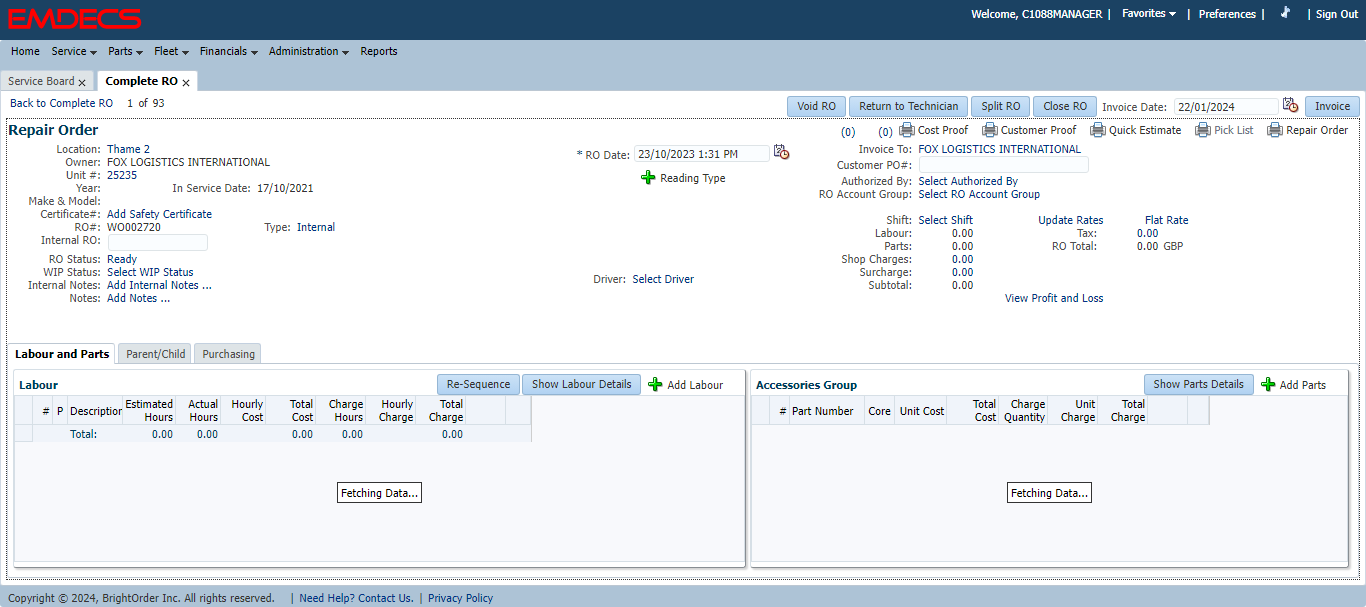 EMDECS
Welcome, C1088MANAGER | Favorites | Preferences | | Sign Out
Home Service Parts Fleet Financials Administration Reports
Service Board x Complete RO x
Back to Complete RO 1 of 93
Void RO Return to Technician Split RO Close RO Invoice Date: 22/01/2024 Invoice
Repair Order
(0) (0) Cost Proof Customer Proof Quick Estimate Pick List Repair Order
Location: Thame 2
Owner: FOX LOGISTICS INTERNATIONAL
Unit #: 25235
Year: In Service Date: 17/10/2021
Make & Model:
Certificate#: Add Safety Certificate
RO#: WO002720 Type: Internal
Internal RO:
RO Status: Ready
WIP Status: Select WIP Status
Internal Notes: Add Internal Notes ...
Notes: Add Notes ...
* RO Date: 23/10/2023 1:31 PM
Reading Type
Driver: Select Driver
Invoice To: FOX LOGISTICS INTERNATIONAL
Customer PO#:
Authorized By: Select Authorized By
RO Account Group: Select RO Account Group
Shift: Select Shift Update Rates Flat Rate
Labour: 0.00 Tax: 0.00
Parts: 0.00 RO Total: 0.00 GBP
Shop Charges: 0.00
Surcharge: 0.00
Subtotal: 0.00
View Profit and Loss
Labour and Parts Parent/Child Purchasing
Labour Re-Sequence Show Labour Details Add Labour
# P Description Estimated Hours Actual Hours Hourly Cost Total Cost Charge Hours Hourly Charge Total Charge
Total: 0.00 0.00 0.00 0.00 0.00
Fetching Data...
Accessories Group Show Parts Details Add Parts
# Part Number Core Unit Cost Total Cost Charge Quantity Unit Charge Total Charge
Fetching Data...
Copyright © 2024, BrightOrder Inc. All rights reserved. | Need Help? Contact Us. | Privacy Policy